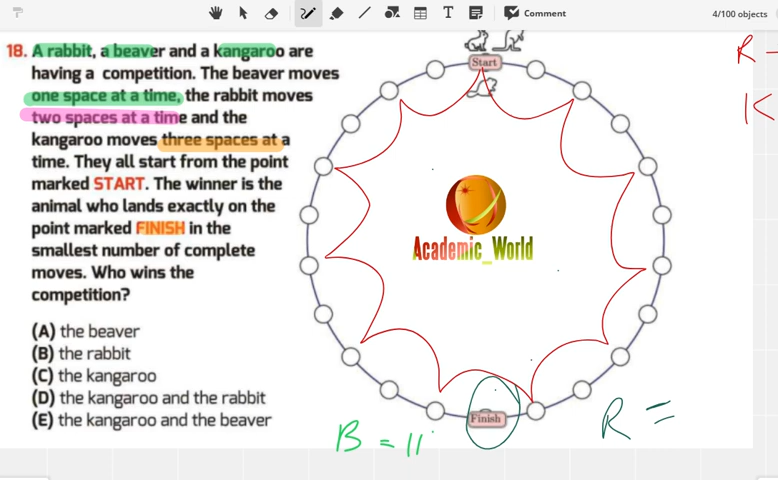 Comment
4/100 objects
18. A rabbit, a beaver and a kangaroo are
having a competition. The beaver moves
one space at a time, the rabbit moves
two spaces at a time and the
kangaroo moves three spaces at a
time. They all start from the point
marked START. The winner is the
animal who lands exactly on the
point marked FINISH in the
smallest number of complete
moves. Who wins the
competition?
(A) the beaver
(B) the rabbit
(C) the kangaroo
(D) the kangaroo and the rabbit
(E) the kangaroo and the beaver
Start
Academic_World
Finish
B = 11
R =
R -
K